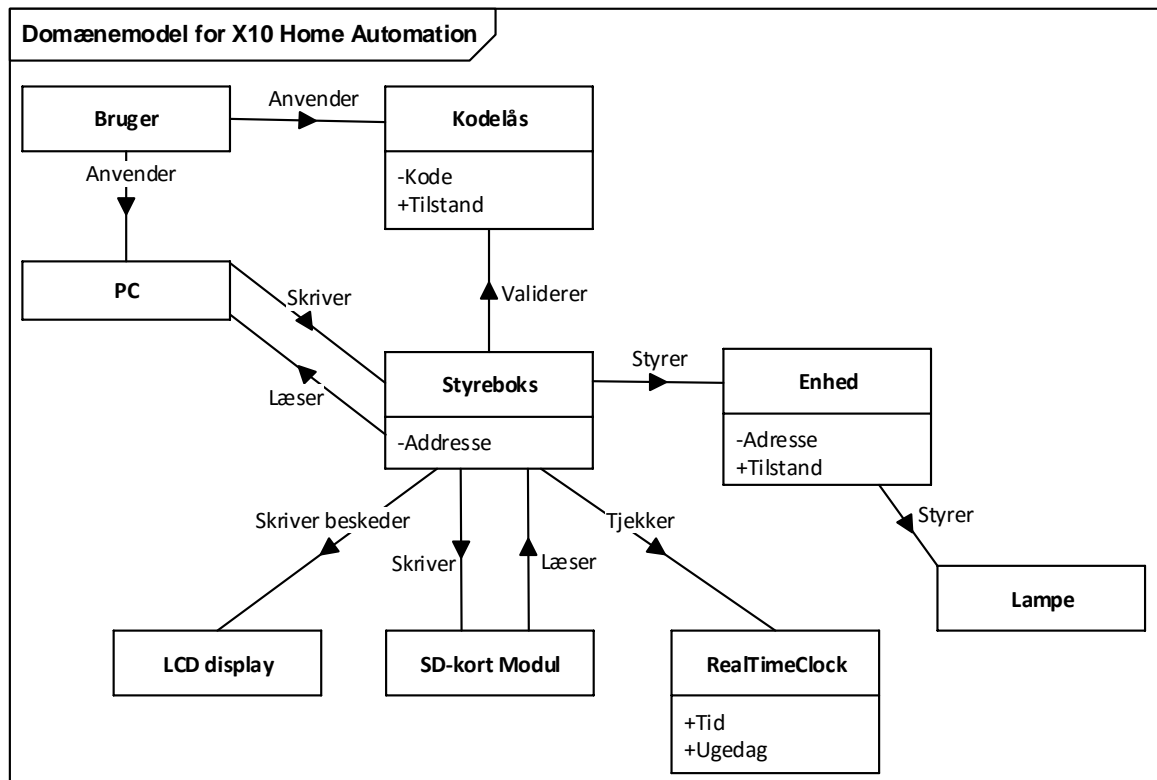 Domænemodel for X10 Home Automation
Bruger
Anvender
Kodelås
-Kode
+Tilstand
Anvender
PC
Skriver
Validerer
Læser
Styreboks
-Addresse
Styrer
Enhed
-Adresse
+Tilstand
Skriver beskeder
Skriver
Læser
Tjekker
Styrer
Lampe
LCD display
SD-kort Modul
RealTimeClock
+Tid
+Ugedag